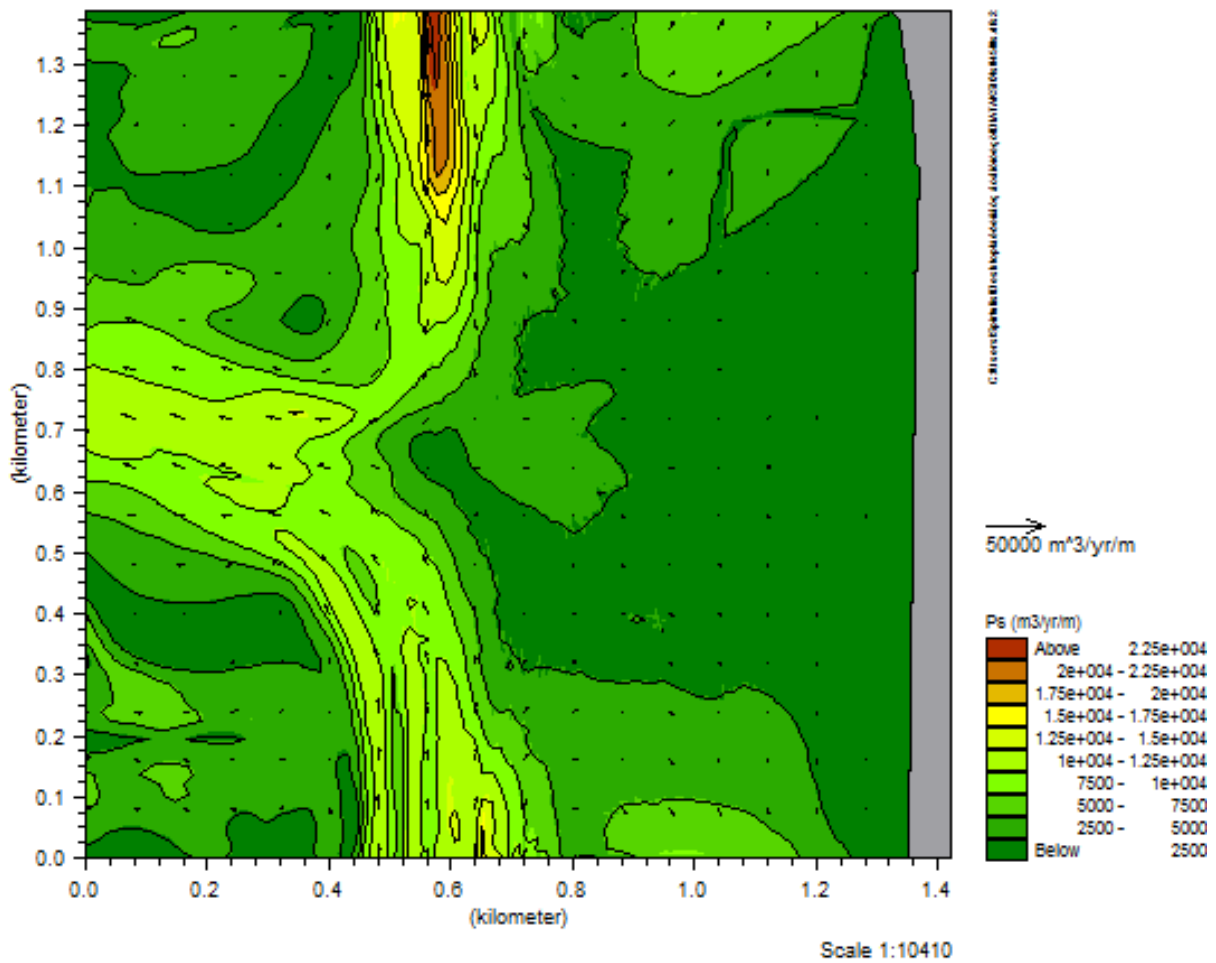 1.3
1.2
1.1
1.0
0.9
0.8
0.7
0.6
0.5
0.4
0.3
0.2
0.1
0.0
(kilometer)
0.0 0.2 0.4 0.6 0.8 1.0 1.2 1.4
(kilometer)
Scale 1:10410
50000 m^3/yr/m
Ps (m3/yr/m)
Above 2.25e+004
2e+004 - 2.25e+004
1.75e+004 - 2e+004
1.5e+004 - 1.75e+004
1.25e+004 - 1.5e+004
1e+004 - 1.25e+004
7500 - 1e+004
5000 - 7500
2500 - 5000
Below 2500